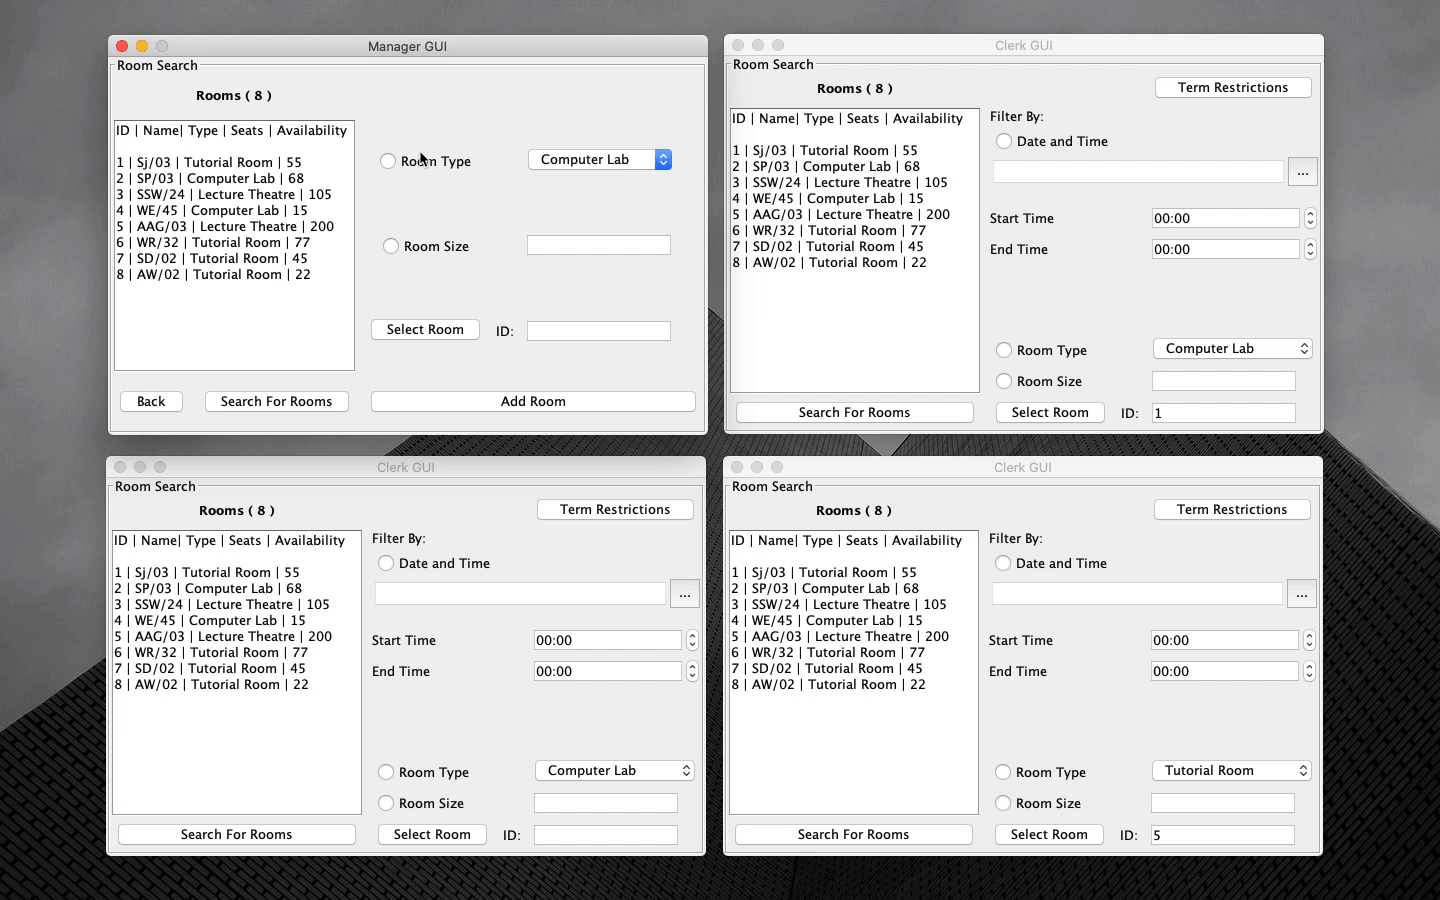 Manager GUI
Room Search
Rooms ( 8 )
ID | Name| Type | Seats | Availability
1 | Sj/03 | Tutorial Room | 55
2 | SP/03 | Computer Lab | 68
3 | SSW/24 | Lecture Theatre | 105
4 | WE/45 | Computer Lab | 15
5 | AAG/03 | Lecture Theatre | 200
6 | WR/32 | Tutorial Room | 77
7 | SD/02 | Tutorial Room | 45
8 | AW/02 | Tutorial Room | 22
Room Type Computer Lab
Room Size
Select Room ID:
Back Search For Rooms Add Room
Clerk GUI
Room Search
Rooms ( 8 ) Term Restrictions
ID | Name| Type | Seats | Availability
1 | Sj/03 | Tutorial Room | 55
2 | SP/03 | Computer Lab | 68
3 | SSW/24 | Lecture Theatre | 105
4 | WE/45 | Computer Lab | 15
5 | AAG/03 | Lecture Theatre | 200
6 | WR/32 | Tutorial Room | 77
7 | SD/02 | Tutorial Room | 45
8 | AW/02 | Tutorial Room | 22
Filter By:
Date and Time
...
Start Time 00:00
End Time 00:00
Room Type Computer Lab
Room Size
Search For Rooms Select Room ID: 1
Clerk GUI
Room Search
Rooms ( 8 ) Term Restrictions
ID | Name| Type | Seats | Availability
1 | Sj/03 | Tutorial Room | 55
2 | SP/03 | Computer Lab | 68
3 | SSW/24 | Lecture Theatre | 105
4 | WE/45 | Computer Lab | 15
5 | AAG/03 | Lecture Theatre | 200
6 | WR/32 | Tutorial Room | 77
7 | SD/02 | Tutorial Room | 45
8 | AW/02 | Tutorial Room | 22
Filter By:
Date and Time
...
Start Time 00:00
End Time 00:00
Room Type Computer Lab
Room Size
Search For Rooms Select Room ID:
Clerk GUI
Room Search
Rooms ( 8 ) Term Restrictions
ID | Name| Type | Seats | Availability
1 | Sj/03 | Tutorial Room | 55
2 | SP/03 | Computer Lab | 68
3 | SSW/24 | Lecture Theatre | 105
4 | WE/45 | Computer Lab | 15
5 | AAG/03 | Lecture Theatre | 200
6 | WR/32 | Tutorial Room | 77
7 | SD/02 | Tutorial Room | 45
8 | AW/02 | Tutorial Room | 22
Filter By:
Date and Time
...
Start Time 00:00
End Time 00:00
Room Type Tutorial Room
Room Size
Search For Rooms Select Room ID: 5